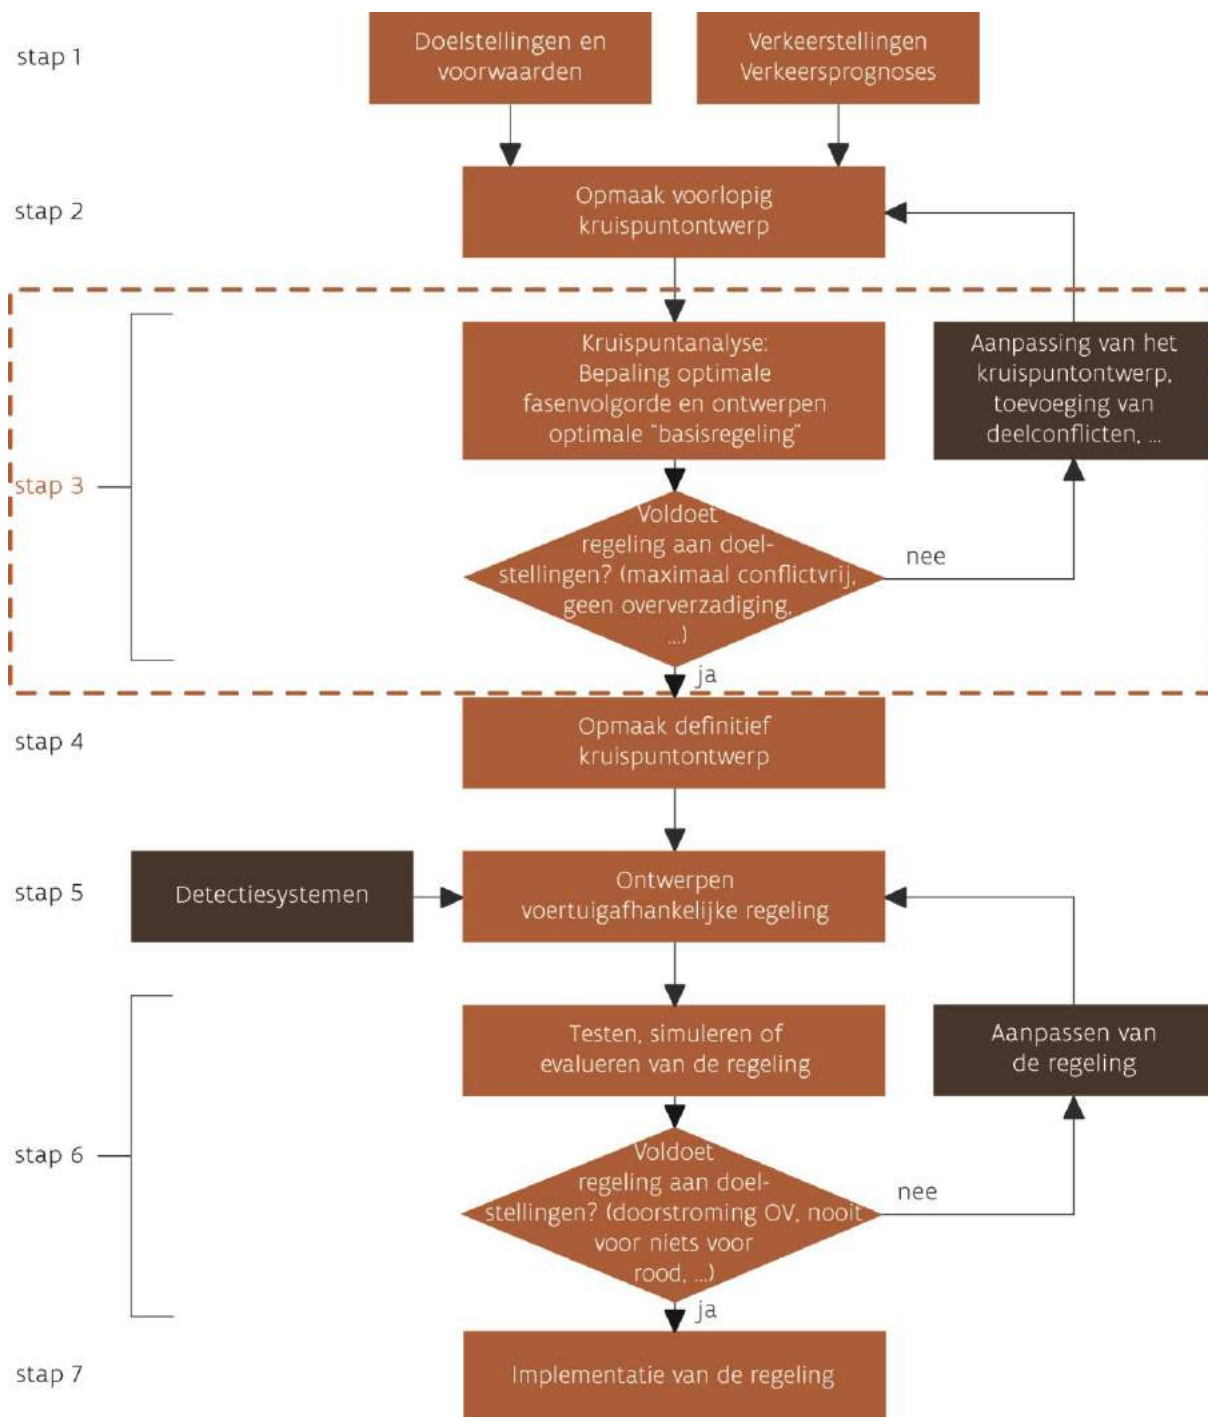 stap 1
Doelstellingen en
voorwaarden
Verkeerstellingen
Verkeersprognoses
stap 2
Opmaak voorlopig
kruispuntontwerp
stap 3
Kruispuntanalyse:
Bepaling optimale
fasenvolgorde en ontwerpen
optimale "basisregeling"
Aanpassing van het
kruispuntontwerp,
toevoeging van
deelconflicten, ...
Voldoet
regeling aan doel-
stellingen? (maximaal conflictvrij,
geen oververzadiging,
...)
nee
ja
stap 4
Opmaak definitief
kruispuntontwerp
stap 5
Detectiesystemen
Ontwerpen
voertuigafhankelijke regeling
stap 6
Testen, simuleren of
evalueren van de regeling
Aanpassen van
de regeling
Voldoet
regeling aan doel-
stellingen? (doorstroming OV, nooit
voor niets voor
rood, ...)
nee
ja
stap 7
Implementatie van de regeling